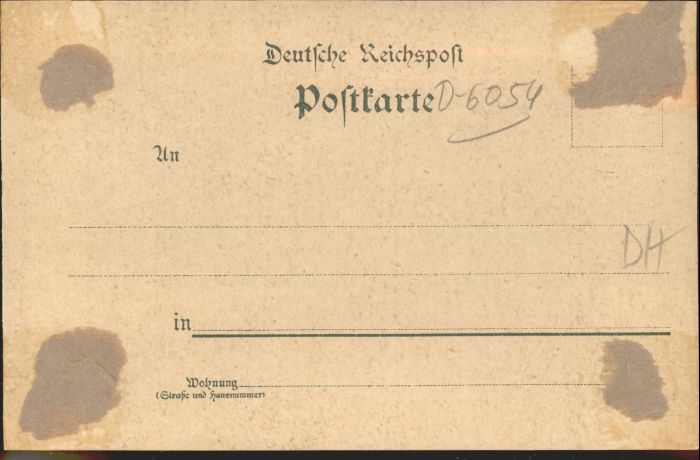 Deutsche Reichspost
Postkarte D-6054
An
DH
in
Wohnung
(Straße und Hausnummer)